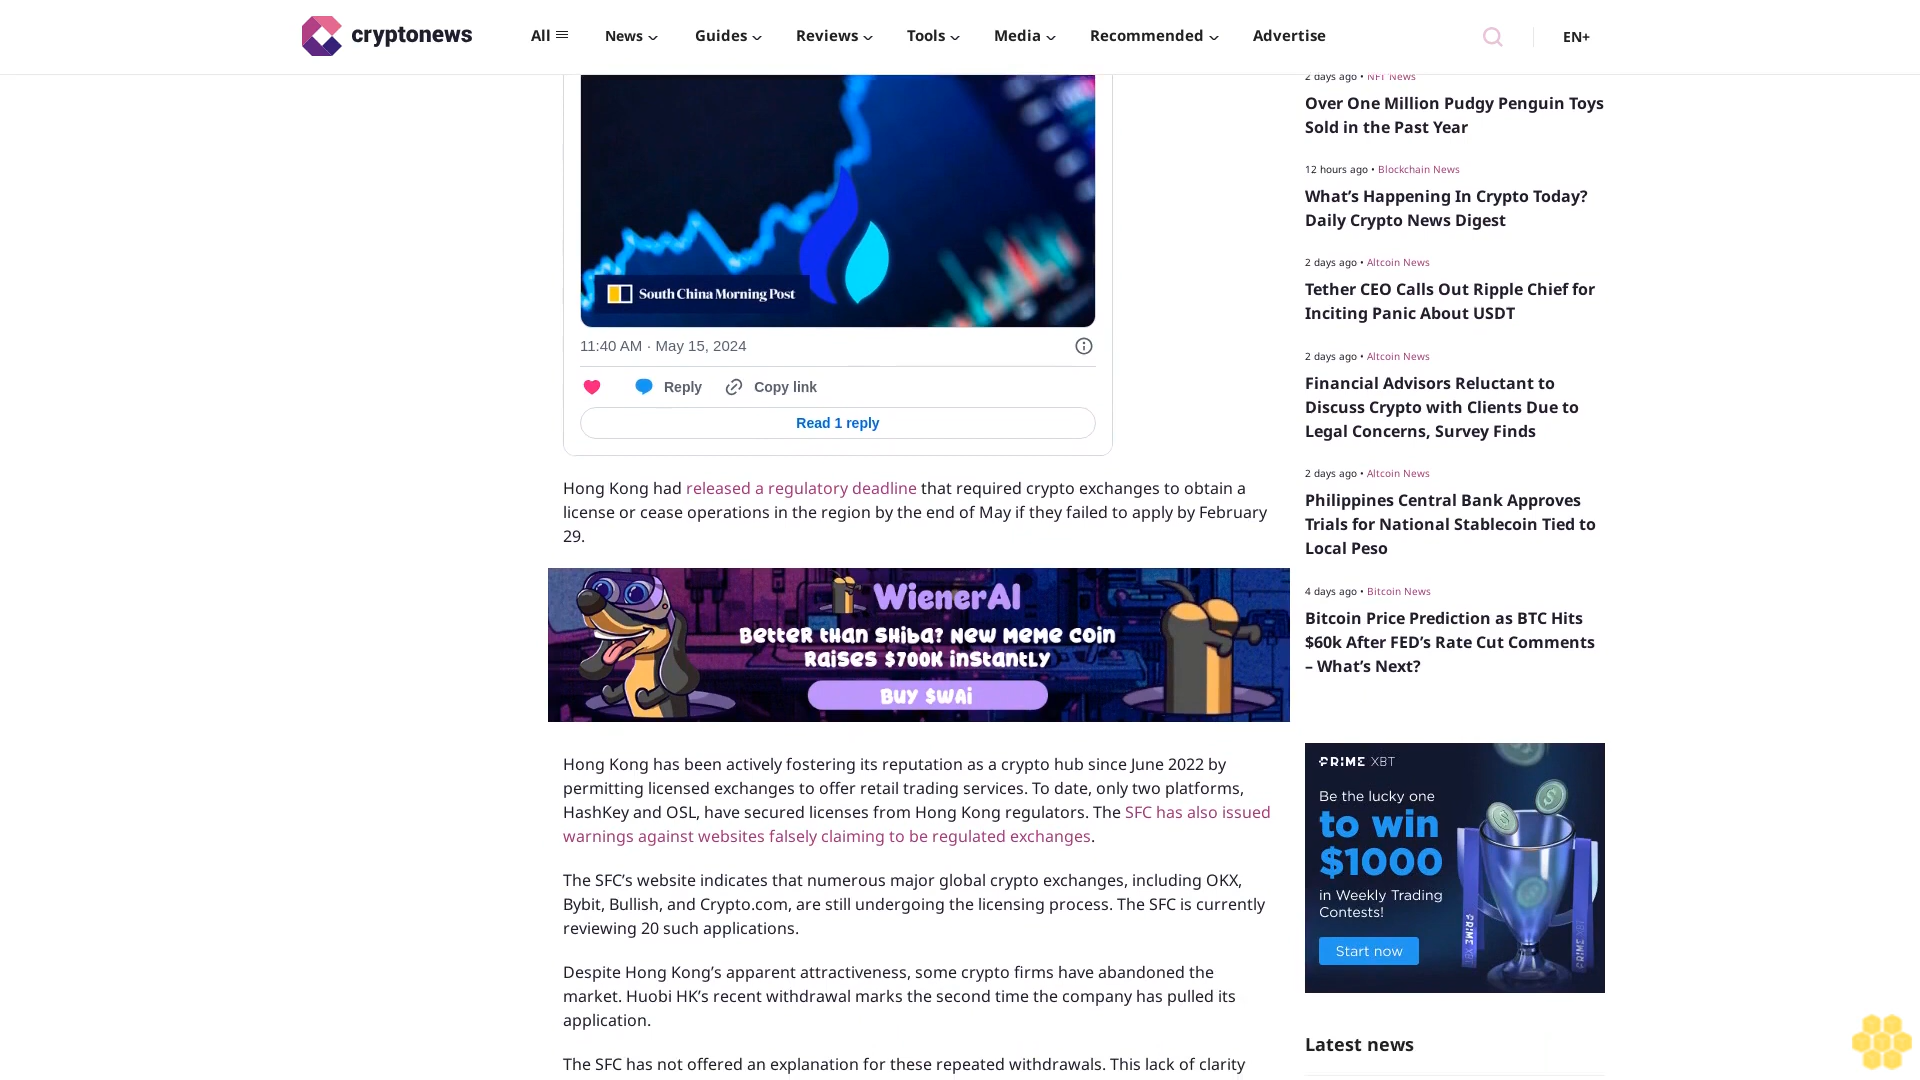 cryptonews
All
News
Guides
Reviews
Tools
Media
Recommended
Advertise
EN+
South China Morning Post
11:40 AM · May 15, 2024
Reply
Copy link
Read 1 reply
Hong Kong had released a regulatory deadline that required crypto exchanges to obtain a
license or cease operations in the region by the end of May if they failed to apply by February
29.
WienerAI
Better than Shiba? New meme coin
Raises $700K instantly
Buy $WAI
Hong Kong has been actively fostering its reputation as a crypto hub since June 2022 by
permitting licensed exchanges to offer retail trading services. To date, only two platforms,
HashKey and OSL, have secured licenses from Hong Kong regulators. The SFC has also issued
warnings against websites falsely claiming to be regulated exchanges.
The SFC’s website indicates that numerous major global crypto exchanges, including OKX,
Bybit, Bullish, and Crypto.com, are still undergoing the licensing process. The SFC is currently
reviewing 20 such applications.
Despite Hong Kong’s apparent attractiveness, some crypto firms have abandoned the
market. Huobi HK’s recent withdrawal marks the second time the company has pulled its
application.
The SFC has not offered an explanation for these repeated withdrawals. This lack of clarity
2 days ago • NFT News
Over One Million Pudgy Penguin Toys
Sold in the Past Year
12 hours ago • Blockchain News
What’s Happening In Crypto Today?
Daily Crypto News Digest
2 days ago • Altcoin News
Tether CEO Calls Out Ripple Chief for
Inciting Panic About USDT
2 days ago • Altcoin News
Financial Advisors Reluctant to
Discuss Crypto with Clients Due to
Legal Concerns, Survey Finds
2 days ago • Altcoin News
Philippines Central Bank Approves
Trials for National Stablecoin Tied to
Local Peso
4 days ago • Bitcoin News
Bitcoin Price Prediction as BTC Hits
$60k After FED’s Rate Cut Comments
– What’s Next?
PRIME XBT
Be the lucky one
to win
$1000
in Weekly Trading
Contests!
Start now
PRIME XBT
PRIME XBT
Latest news